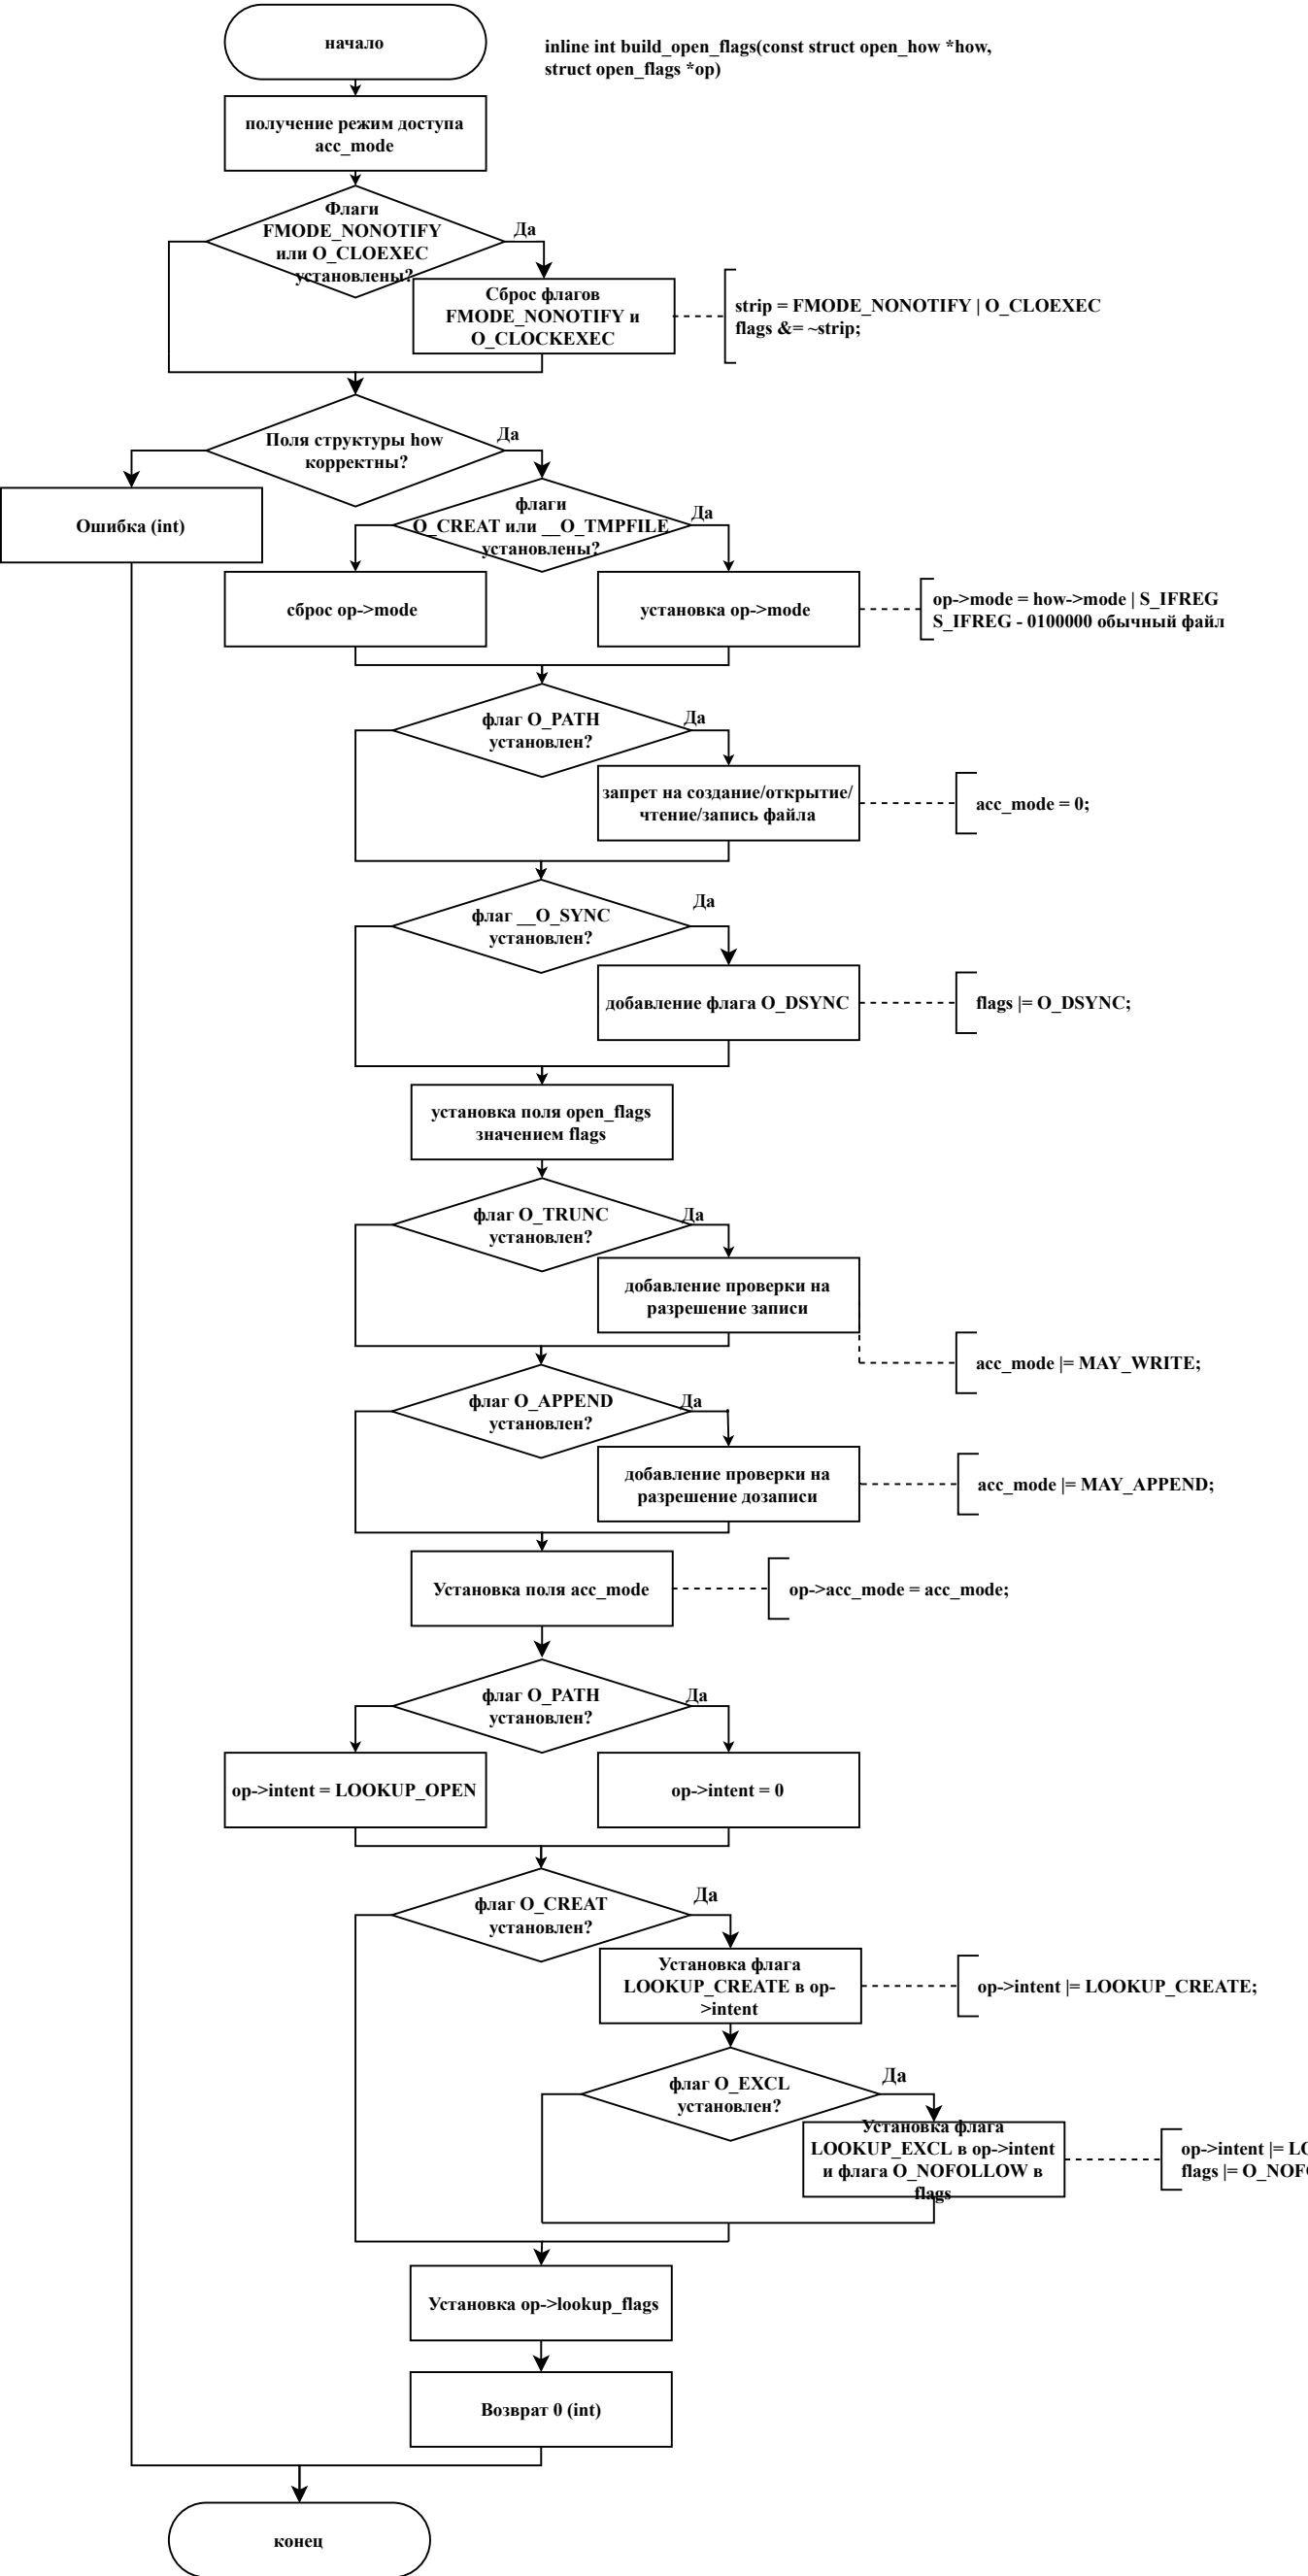 начало
inline int build_open_flags(const struct open_how *how,
struct open_flags *op)
получение режим доступа
acc_mode
Флаги
FMODE_NONOTIFY
или O_CLOEXEC
установлены?
Да
Сброс флагов
FMODE_NONOTIFY и
O_CLOCKEXEC
strip = FMODE_NONOTIFY | O_CLOEXEC
flags &= ~strip;
Поля структуры how
корректны?
Да
Ошибка (int)
флаги
O_CREAT или __O_TMPFILE
установлены?
Да
сброс op->mode
установка op->mode
op->mode = how->mode | S_IFREG
S_IFREG - 0100000 обычный файл
флаг O_PATH
установлен?
Да
запрет на создание/открытие/
чтение/запись файла
acc_mode = 0;
флаг __O_SYNC
установлен?
Да
добавление флага O_DSYNC
flags |= O_DSYNC;
установка поля open_flags
значением flags
флаг O_TRUNC
установлен?
Да
добавление проверки на
разрешение записи
acc_mode |= MAY_WRITE;
флаг O_APPEND
установлен?
Да
добавление проверки на
разрешение дозаписи
acc_mode |= MAY_APPEND;
Установка поля acc_mode
op->acc_mode = acc_mode;
флаг O_PATH
установлен?
Да
op->intent = LOOKUP_OPEN
op->intent = 0
флаг O_CREAT
установлен?
Да
Установка флага
LOOKUP_CREATE в op-
>intent
op->intent |= LOOKUP_CREATE;
флаг O_EXCL
установлен?
Да
Установка флага
LOOKUP_EXCL в op->intent
и флага O_NOFOLLOW в
flags
op->intent |=
flags |=
Установка op->lookup_flags
Возврат 0 (int)
конец